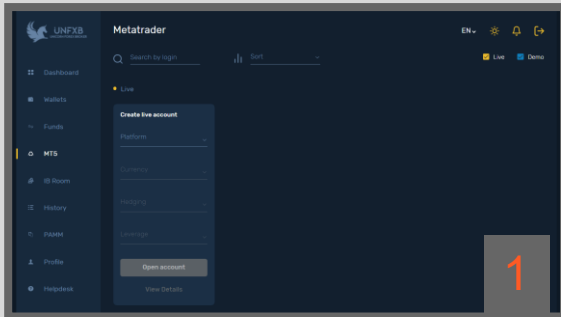 UNFXB
Metatrader
EN
Search by login
Sort
Live
Demo
Dashboard
Wallets
Funds
MT5
IB Room
History
PAMM
Profile
Helpdesk
Live
Create live account
Platform
Currency
Hedging
Leverage
Open account
View Details
1